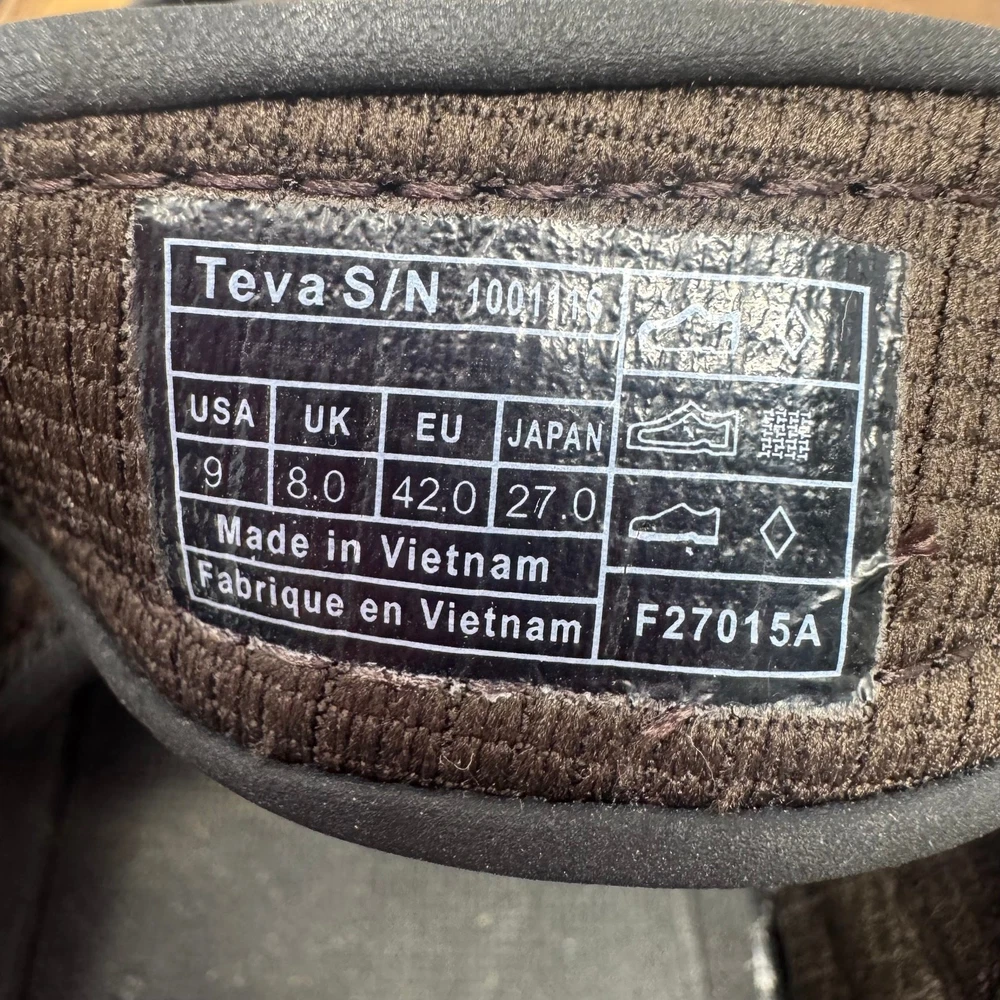 Teva S/N 1001116
USA UK EU JAPAN
9 8.0 42.0 27.0
Made in Vietnam
Fabrique en Vietnam
F27015A